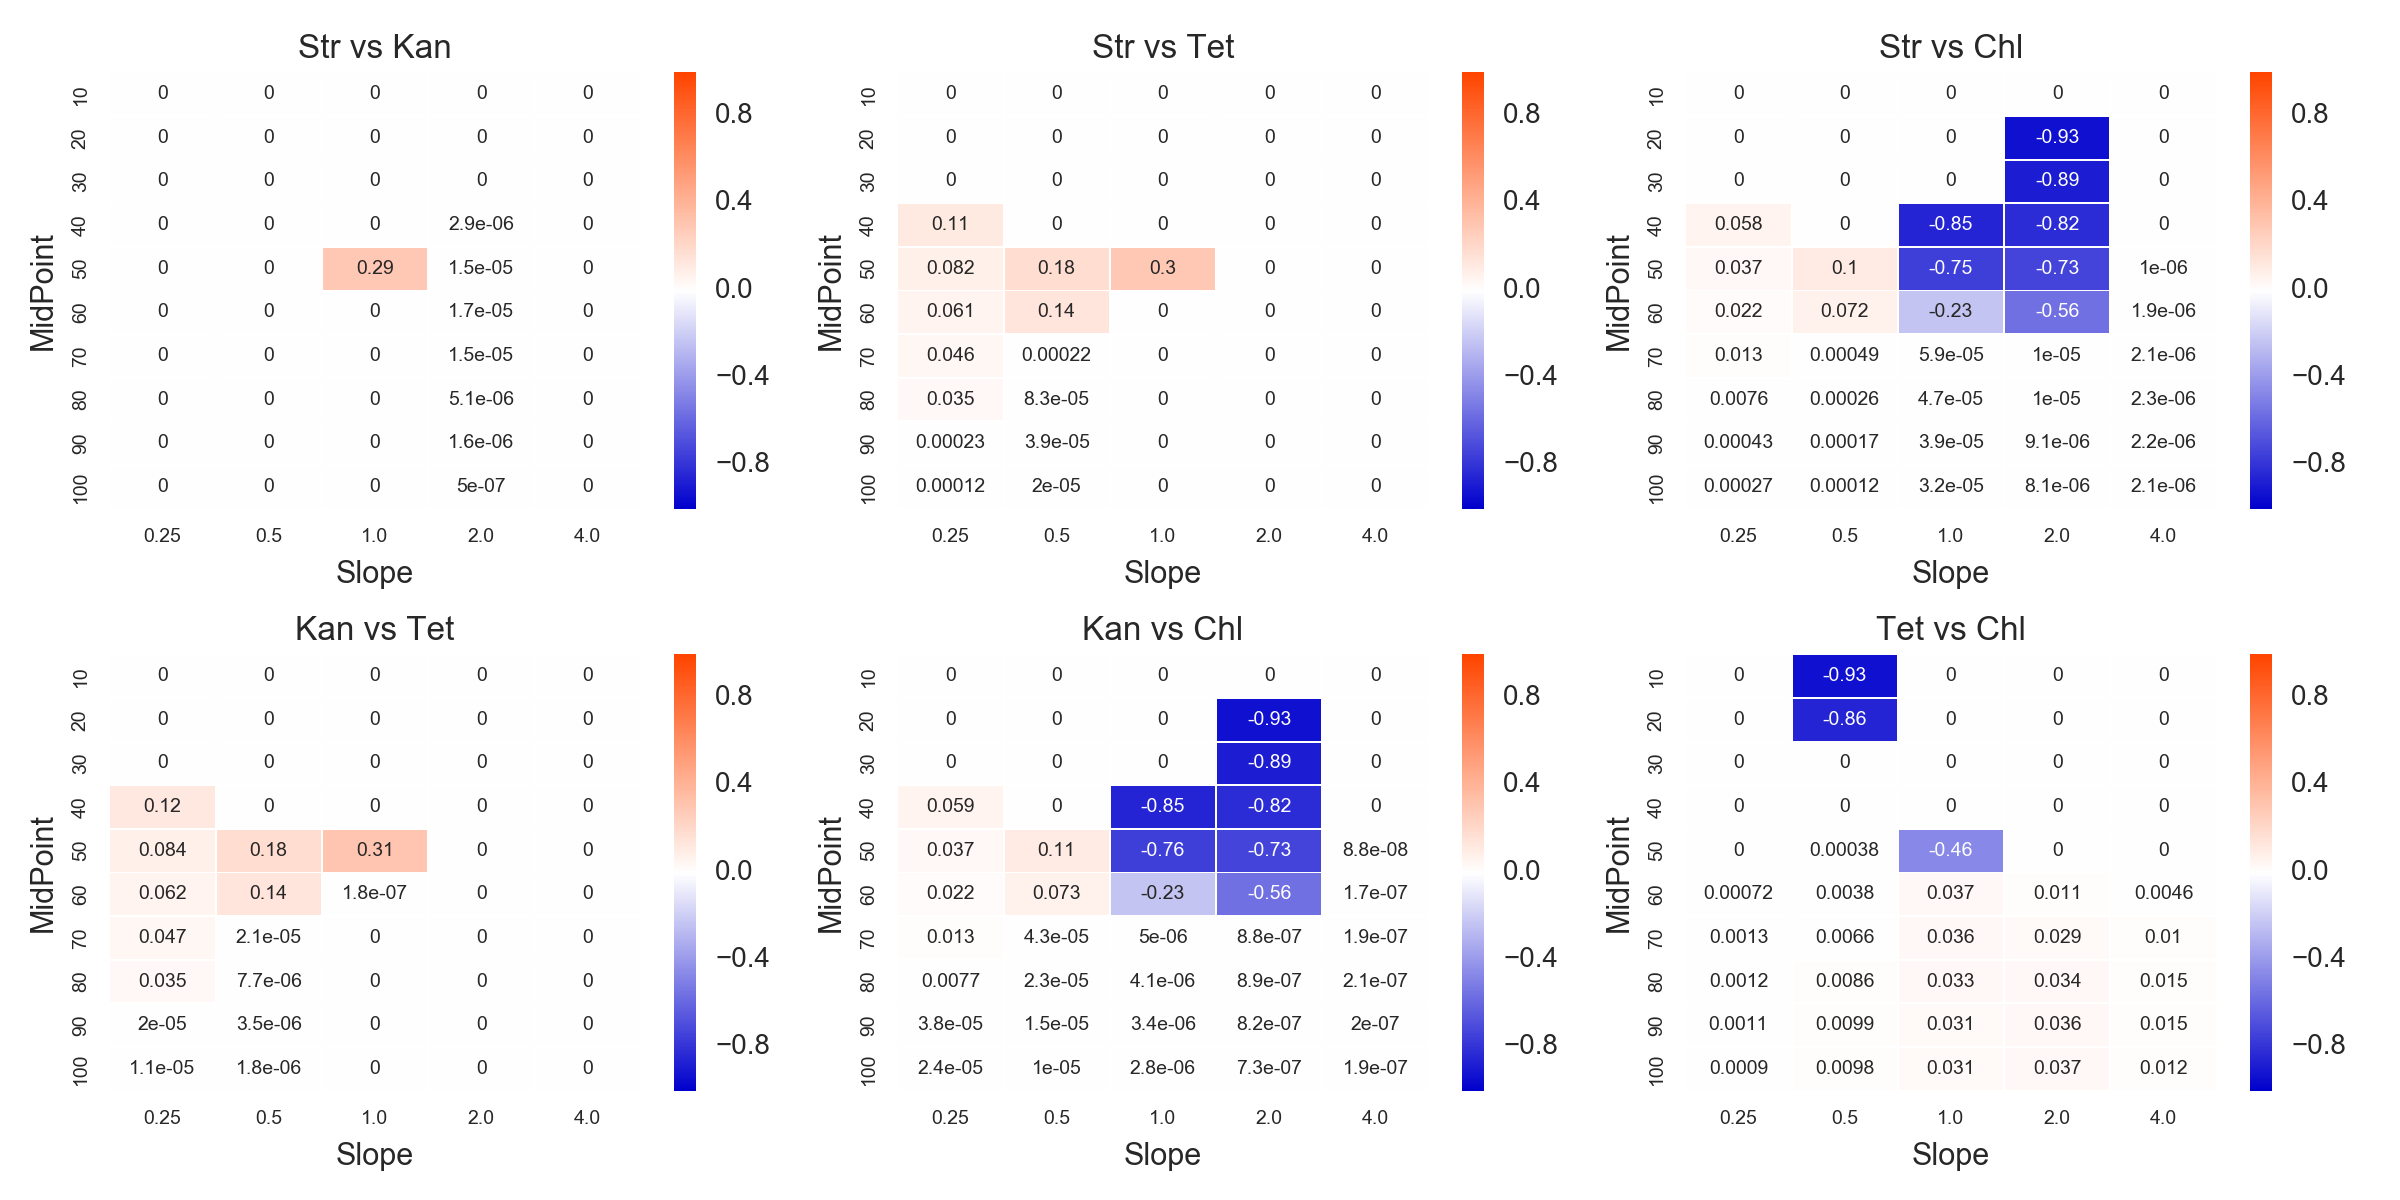 Str vs Kan Str vs Tet Str vs Chl
10 0 0 0 0 0 0.8 10 0 0 0 0 0 0.8 10 0 0 0 0 0 0.8
20 0 0 0 0 0 20 0 0 0 0 0 20 0 0 0 -0.93 0
30 0 0 0 0 0 0.4 30 0 0 0 0 0 0.4 30 0 0 0 -0.89 0 0.4
40 0 0 0 2.9e-06 0 40 0.11 0 0 0 0 40 0.058 0 -0.85 -0.82 0
MidPoint 50 0 0 0.29 1.5e-05 0 0.0 MidPoint 50 0.082 0.18 0.3 0 0 0.0 MidPoint 50 0.037 0.1 -0.75 -0.73 1e-06 0.0
60 0 0 0 1.7e-05 0 60 0.061 0.14 0 0 0 60 0.022 0.072 -0.23 -0.56 1.9e-06
70 0 0 0 1.5e-05 0 −0.4 70 0.046 0.00022 0 0 0 −0.4 70 0.013 0.00049 5.9e-05 1e-05 2.1e-06 −0.4
80 0 0 0 5.1e-06 0 80 0.035 8.3e-05 0 0 0 80 0.0076 0.00026 4.7e-05 1e-05 2.3e-06
90 0 0 0 1.6e-06 0 −0.8 90 0.00023 3.9e-05 0 0 0 −0.8 90 0.00043 0.00017 3.9e-05 9.1e-06 2.2e-06 −0.8
100 0 0 0 5e-07 0 100 0.00012 2e-05 0 0 0 100 0.00027 0.00012 3.2e-05 8.1e-06 2.1e-06
0.25 0.5 1.0 2.0 4.0 0.25 0.5 1.0 2.0 4.0 0.25 0.5 1.0 2.0 4.0
Slope Slope Slope
Kan vs Tet Kan vs Chl Tet vs Chl
10 0 0 0 0 0 0.8 10 0 0 0 0 0 0.8 10 0 -0.93 0 0 0 0.8
20 0 0 0 0 0 20 0 0 0 -0.93 0 20 0 -0.86 0 0 0
30 0 0 0 0 0 0.4 30 0 0 0 -0.89 0 0.4 30 0 0 0 0 0 0.4
40 0.12 0 0 0 0 40 0.059 0 -0.85 -0.82 0 40 0 0 0 0 0
MidPoint 50 0.084 0.18 0.31 0 0 0.0 MidPoint 50 0.037 0.11 -0.76 -0.73 8.8e-08 0.0 MidPoint 50 0 0.00038 -0.46 0 0 0.0
60 0.062 0.14 1.8e-07 0 0 60 0.022 0.073 -0.23 -0.56 1.7e-07 60 0.00072 0.0038 0.037 0.011 0.0046
70 0.047 2.1e-05 0 0 0 −0.4 70 0.013 4.3e-05 5e-06 8.8e-07 1.9e-07 −0.4 70 0.0013 0.0066 0.036 0.029 0.01 −0.4
80 0.035 7.7e-06 0 0 0 80 0.0077 2.3e-05 4.1e-06 8.9e-07 2.1e-07 80 0.0012 0.0086 0.033 0.034 0.015
90 2e-05 3.5e-06 0 0 0 −0.8 90 3.8e-05 1.5e-05 3.4e-06 8.2e-07 2e-07 −0.8 90 0.0011 0.0099 0.031 0.036 0.015 −0.8
100 1.1e-05 1.8e-06 0 0 0 100 2.4e-05 1e-05 2.8e-06 7.3e-07 1.9e-07 100 0.0009 0.0098 0.031 0.037 0.012
0.25 0.5 1.0 2.0 4.0 0.25 0.5 1.0 2.0 4.0 0.25 0.5 1.0 2.0 4.0
Slope Slope Slope